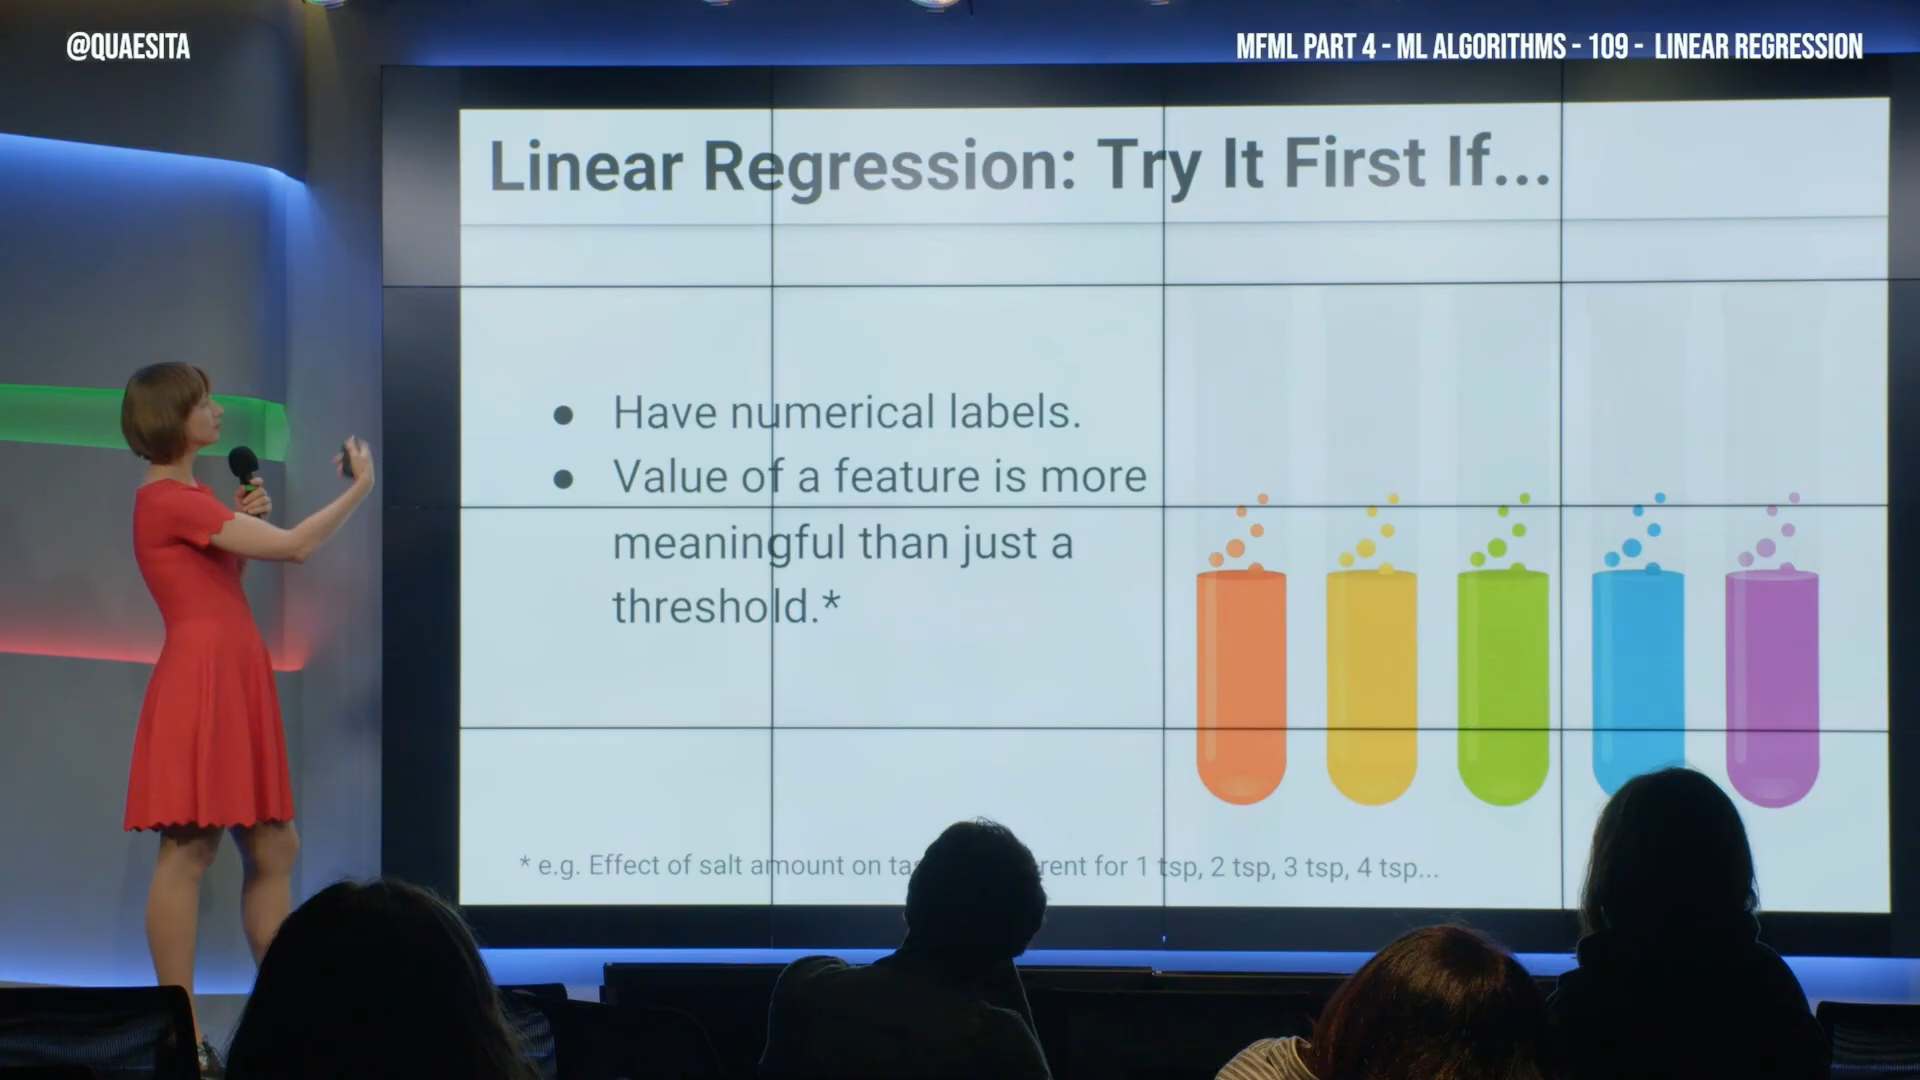 @QUAESITA
MFML PART 4 - ML ALGORITHMS - 109 - LINEAR REGRESSION
Linear Regression: Try It First If...
● Have numerical labels.
● Value of a feature is more
meaningful than just a
threshold.*
* e.g. Effect of salt amount on for 1 tsp, 2 tsp, 3 tsp, 4 tsp...